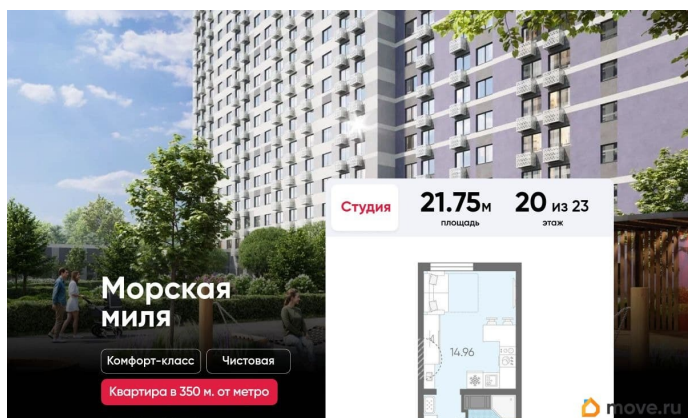 Студия
21.75м
площадь
20 из 23
этаж
Морская
миля
Комфорт-класс
Чистовая
Квартира в 350 м. от метро
14.96
move.ru